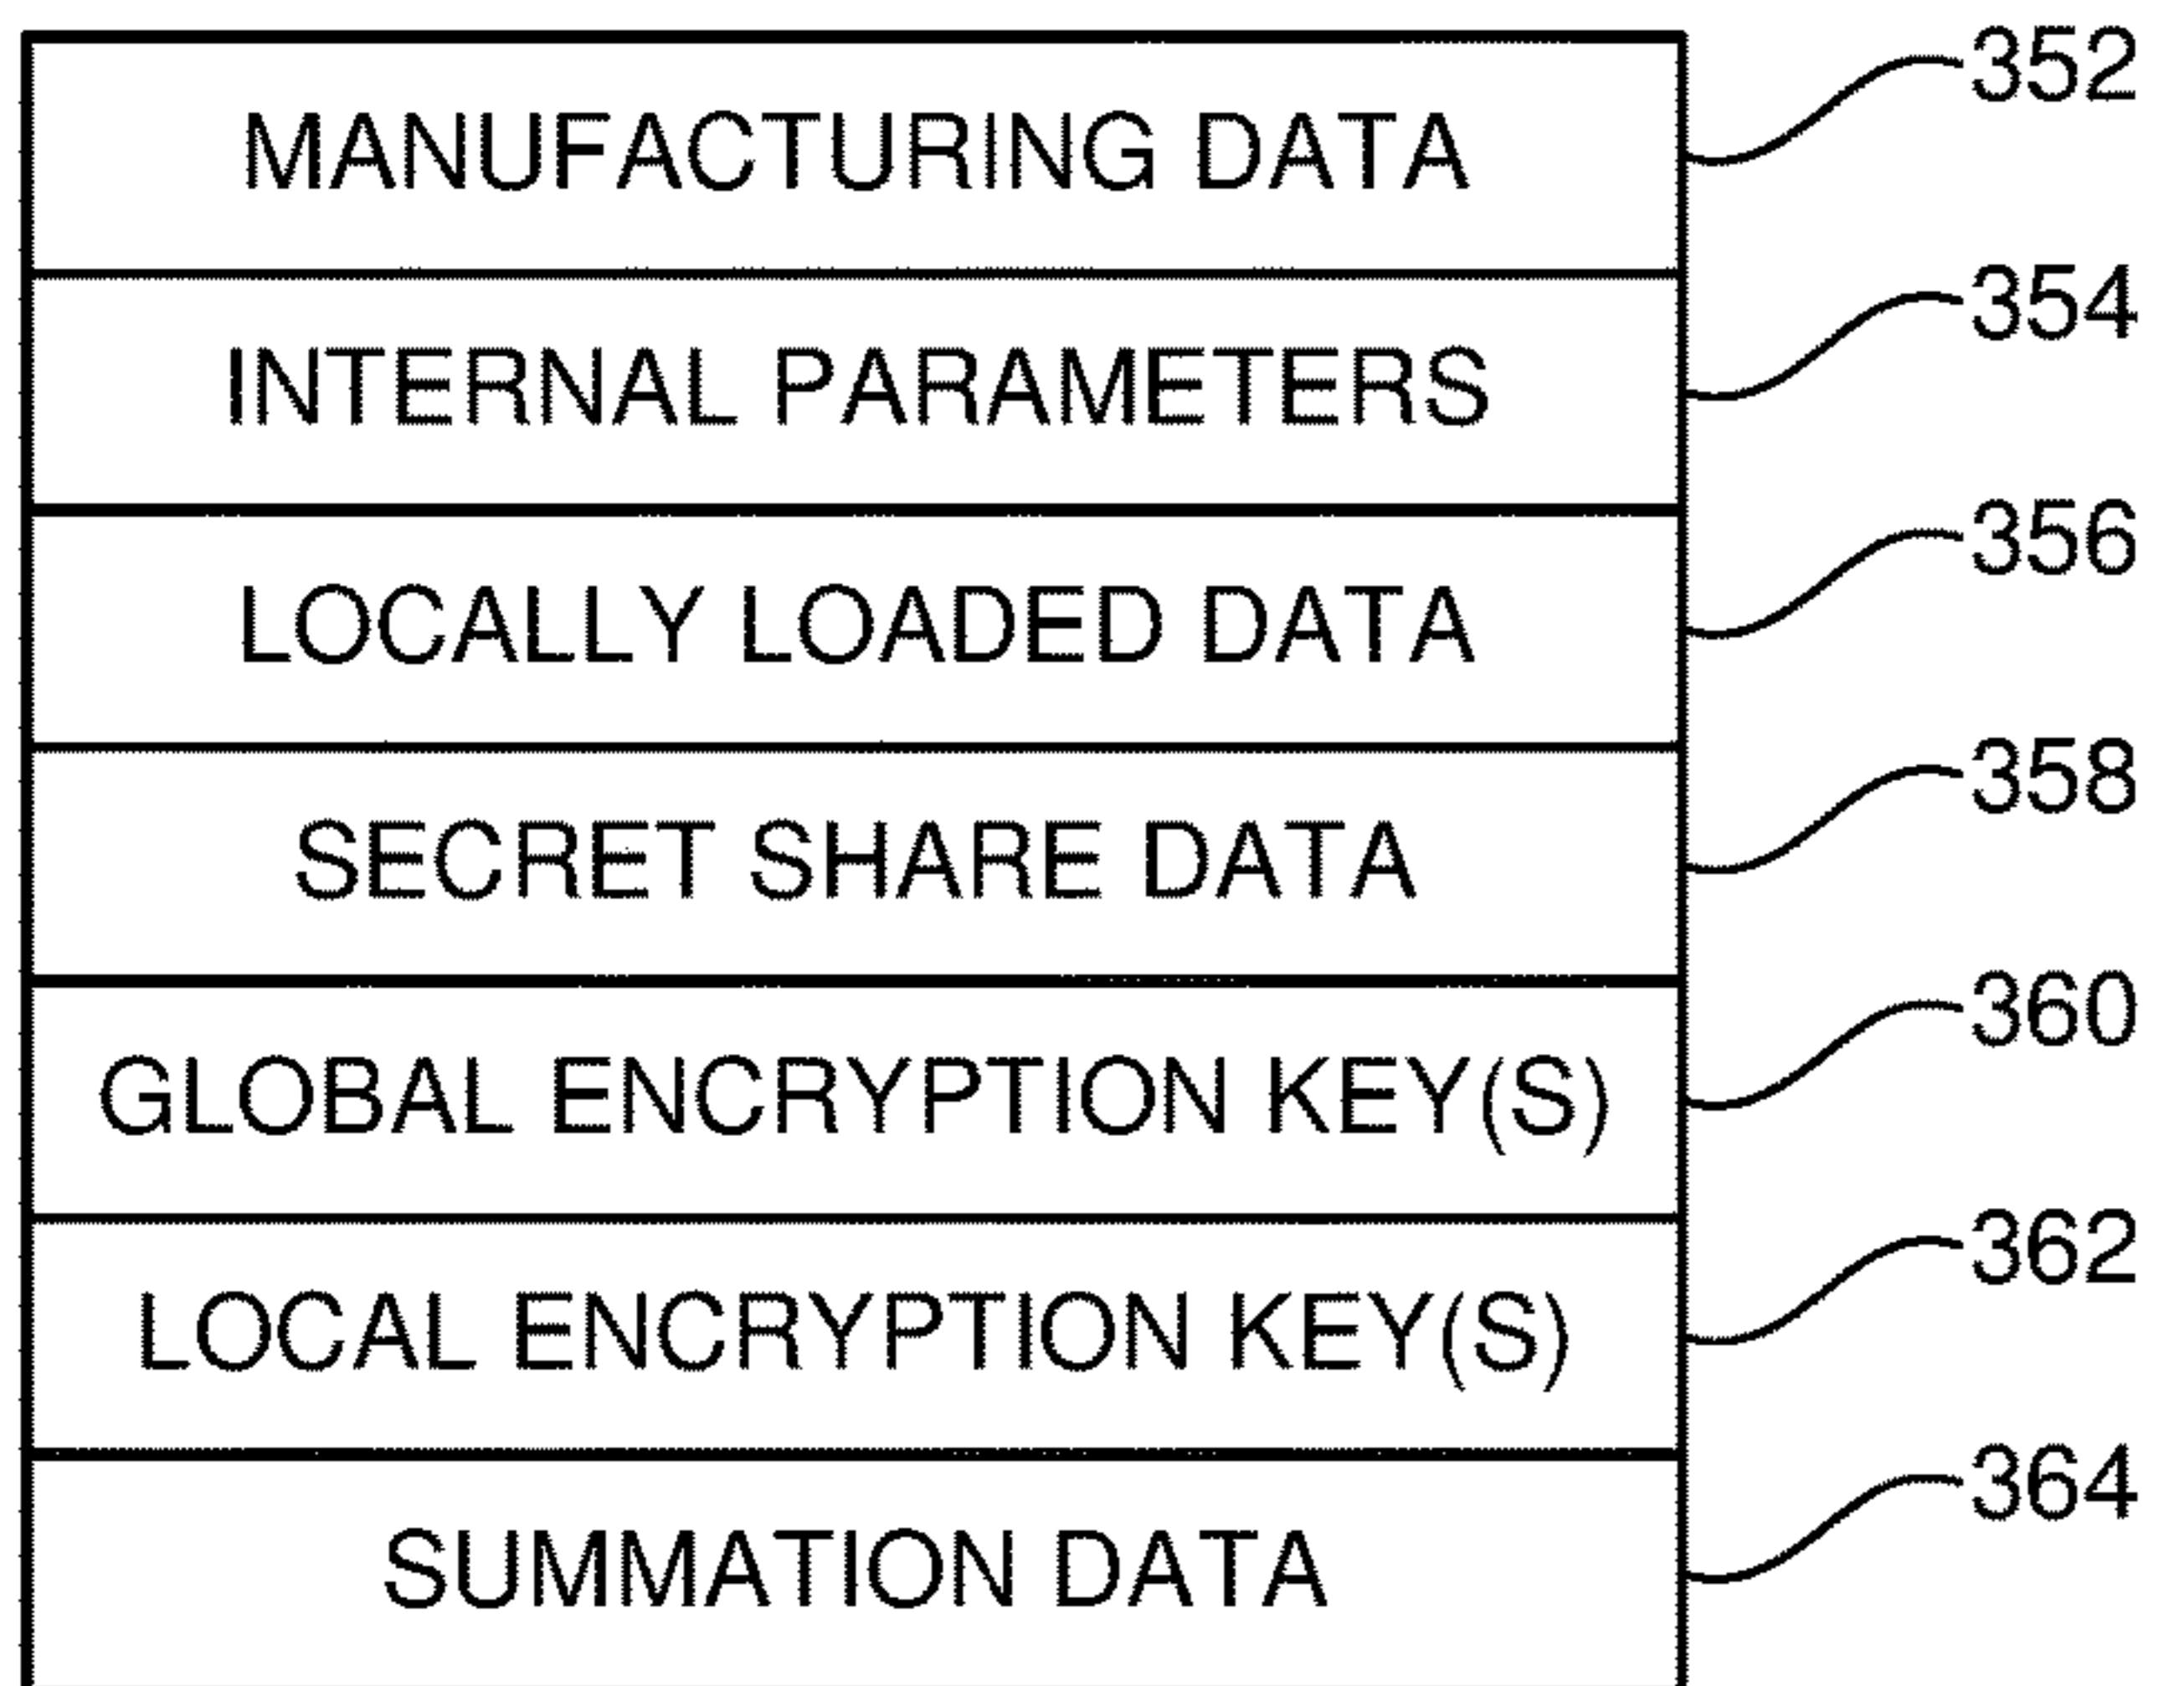 MANUFACTURING DATA 352
INTERNAL PARAMETERS 354
LOCALLY LOADED DATA 356
SECRET SHARE DATA 358
GLOBAL ENCRYPTION KEY(S) 360
LOCAL ENCRYPTION KEY(S) 362
SUMMATION DATA 364